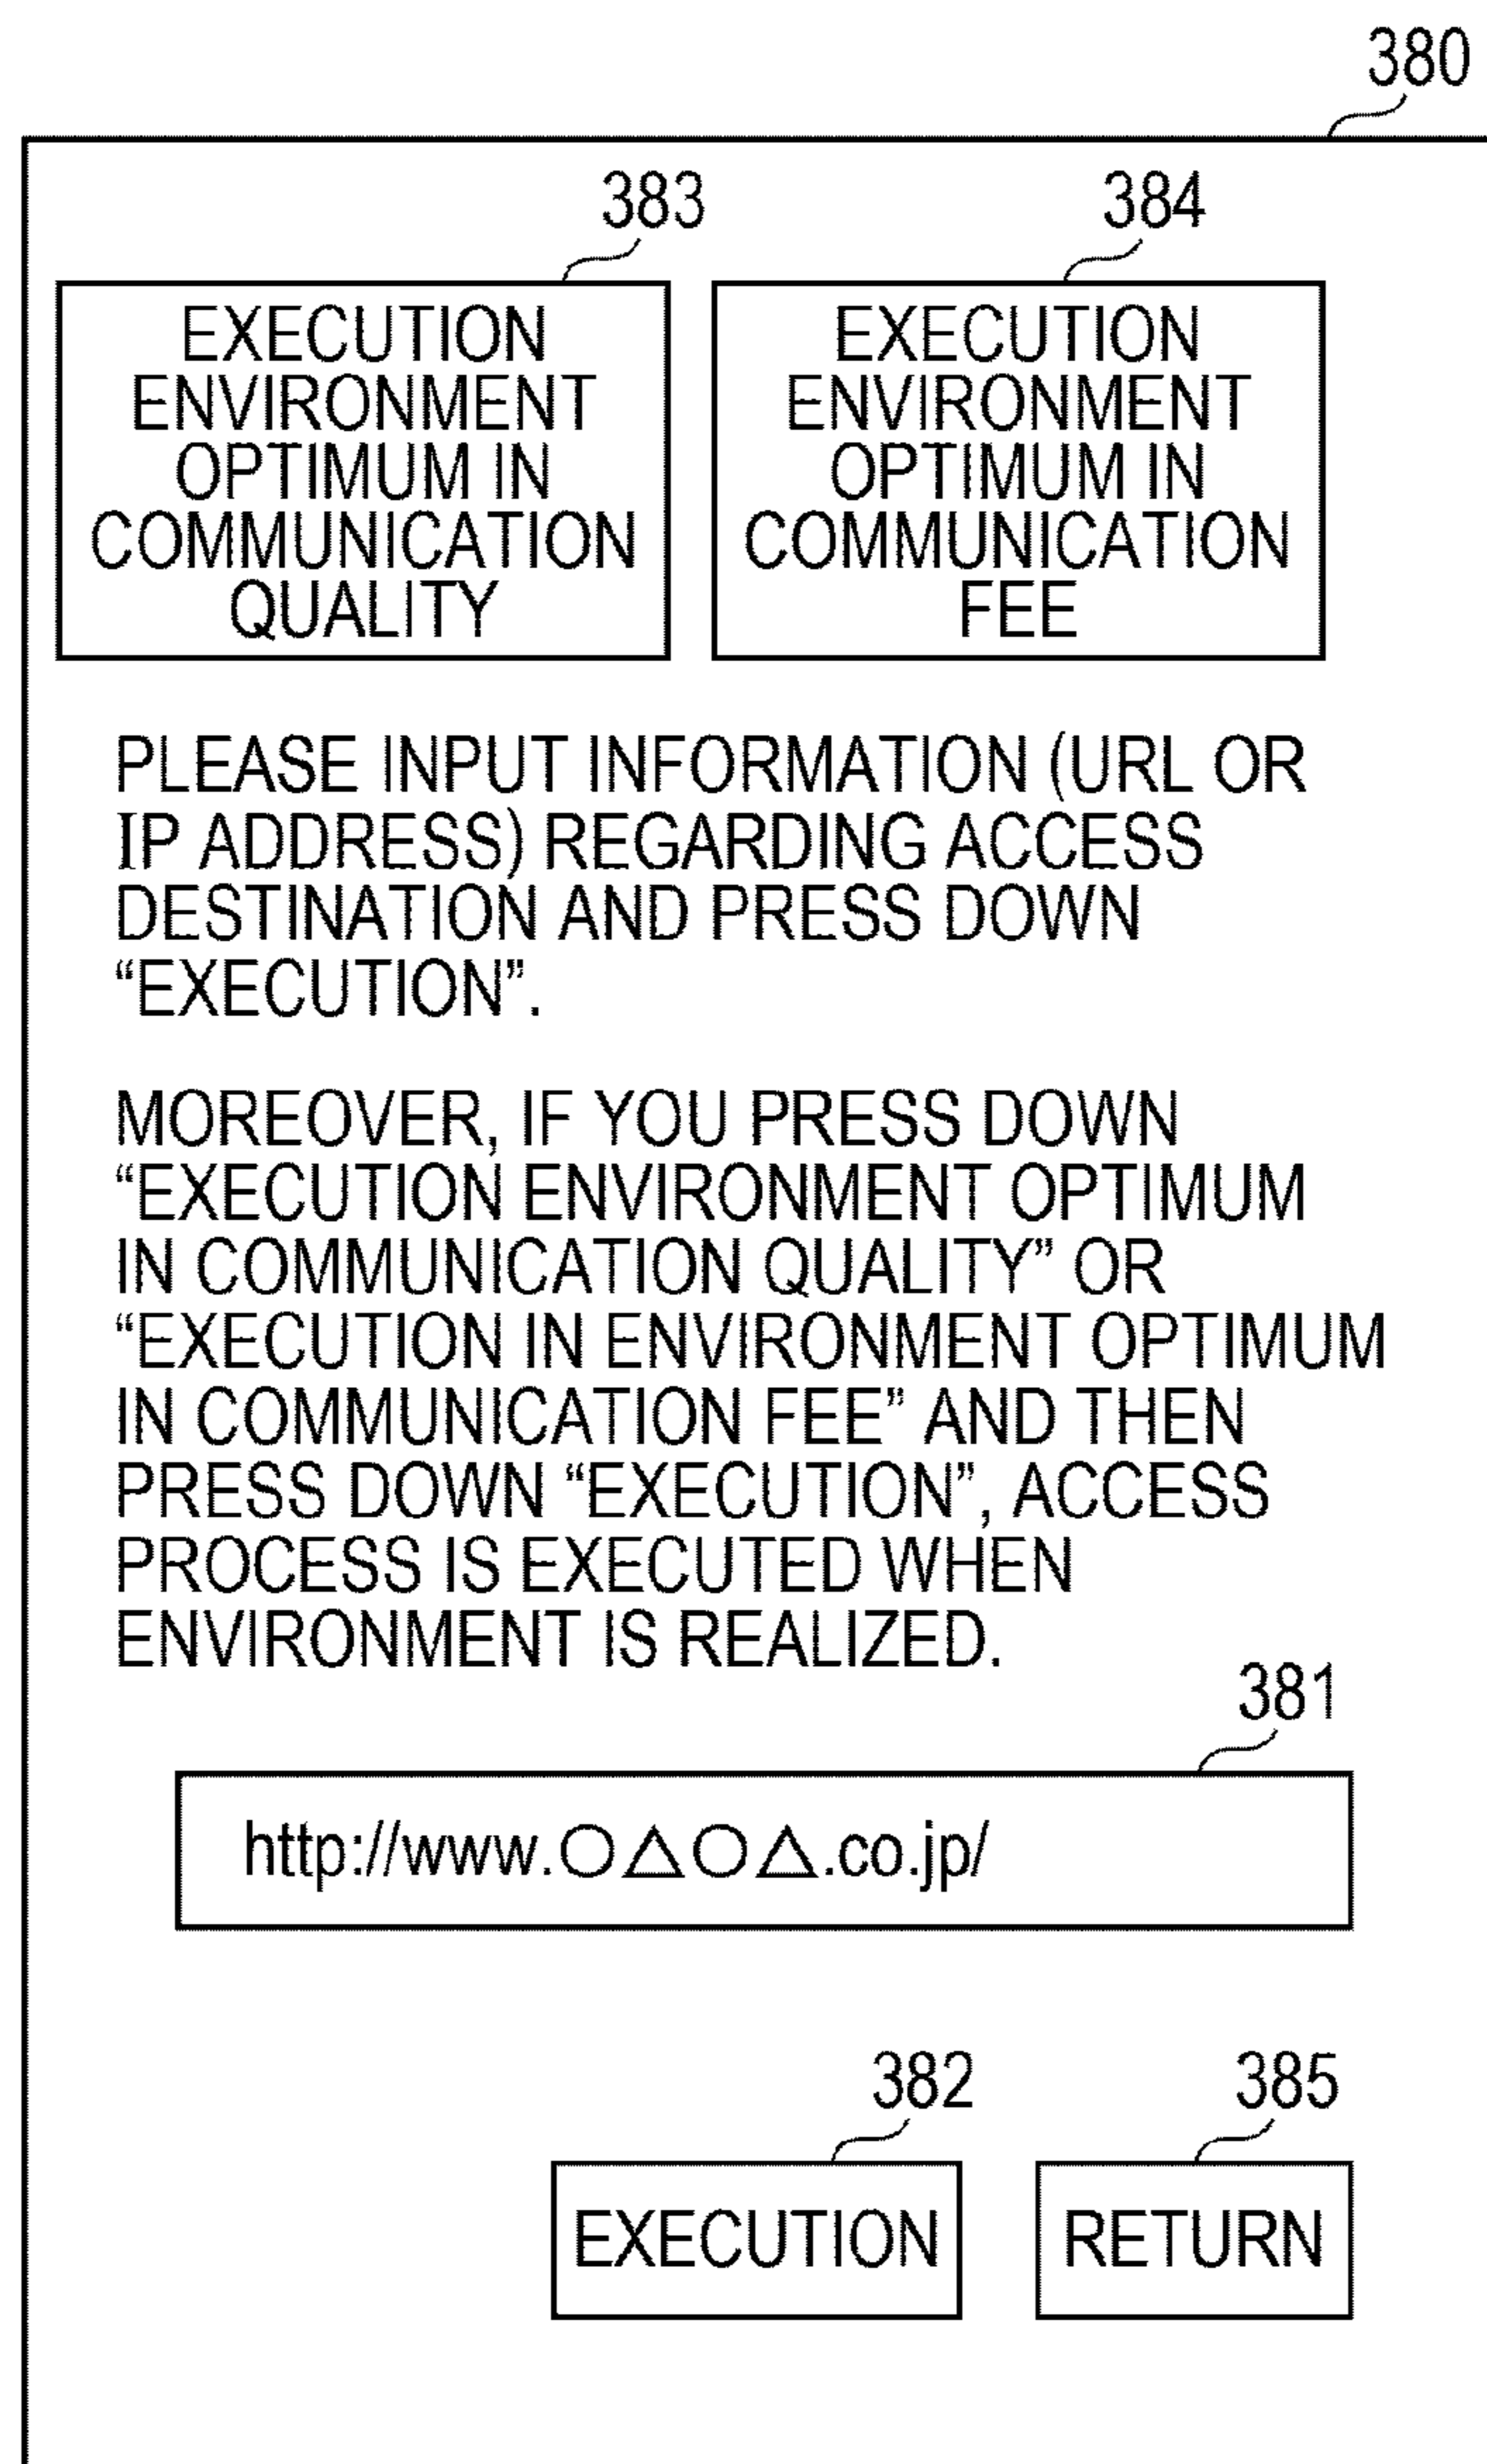 380
383
384
EXECUTION
ENVIRONMENT
OPTIMUM IN
COMMUNICATION
QUALITY
EXECUTION
ENVIRONMENT
OPTIMUM IN
COMMUNICATION
FEE
PLEASE INPUT INFORMATION (URL OR
IP ADDRESS) REGARDING ACCESS
DESTINATION AND PRESS DOWN
“EXECUTION”.
MOREOVER, IF YOU PRESS DOWN
“EXECUTION ENVIRONMENT OPTIMUM
IN COMMUNICATION QUALITY” OR
“EXECUTION IN ENVIRONMENT OPTIMUM
IN COMMUNICATION FEE” AND THEN
PRESS DOWN “EXECUTION”, ACCESS
PROCESS IS EXECUTED WHEN
ENVIRONMENT IS REALIZED.
381
http://www.○△○△.co.jp/
382
385
EXECUTION
RETURN